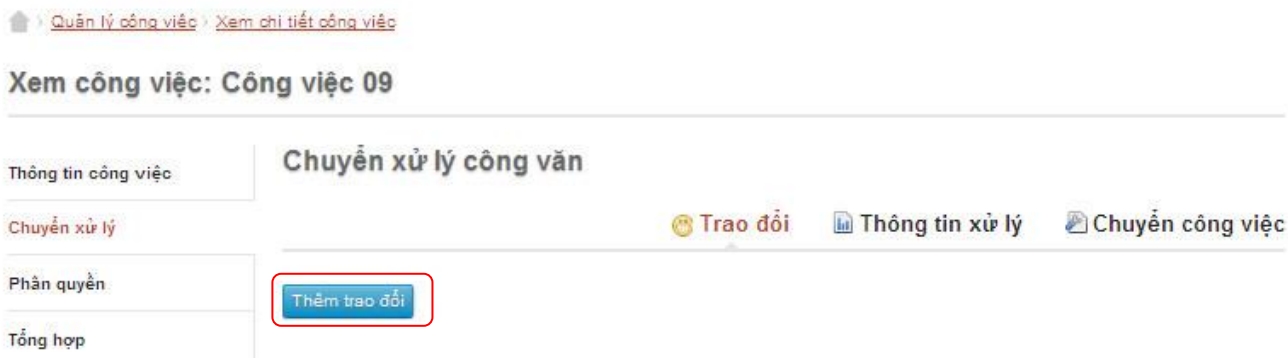 Quản lý công việc › Xem chi tiết công việc
Xem công việc: Công việc 09
Thông tin công việc
Chuyển xử lý công văn
Chuyển xử lý
Trao đổi
Thông tin xử lý
Chuyển công việc
Phân quyền
Thêm trao đổi
Tổng hợp